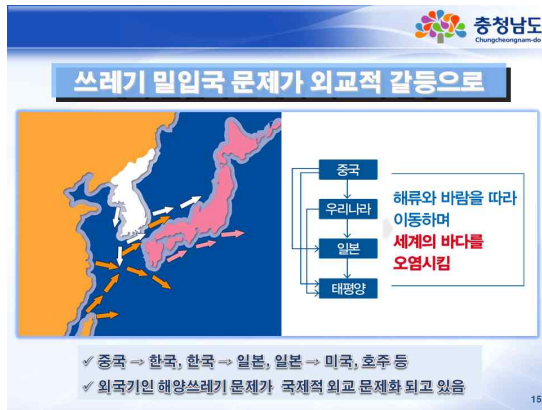 충청남도
Chungcheongnam-do
쓰레기 밀입국 문제가 외교적 갈등으로
중국
우리나라
일본
태평양
해류와 바람을 따라
이동하며
세계의 바다를
오염시킴
✓ 중국 → 한국, 한국 → 일본, 일본 → 미국, 호주 등
✓ 외국기인 해양쓰레기 문제가 국제적 외교 문제화 되고 있음
15